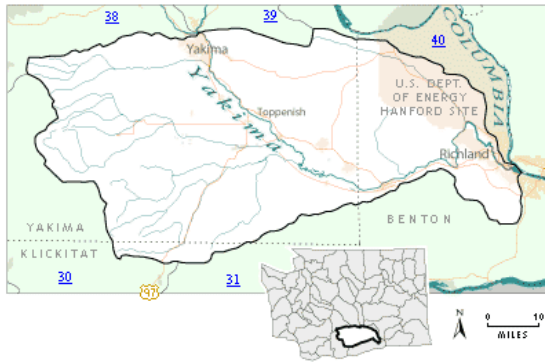 38
39
40
Yakima
COLUMBIA
U.S. DEPT.
OF ENERGY
HANFORD SITE
Yakima
Toppenish
Richland
BENTON
YAKIMA
KLICKITAT
30
31
97
N
0 10
MILES